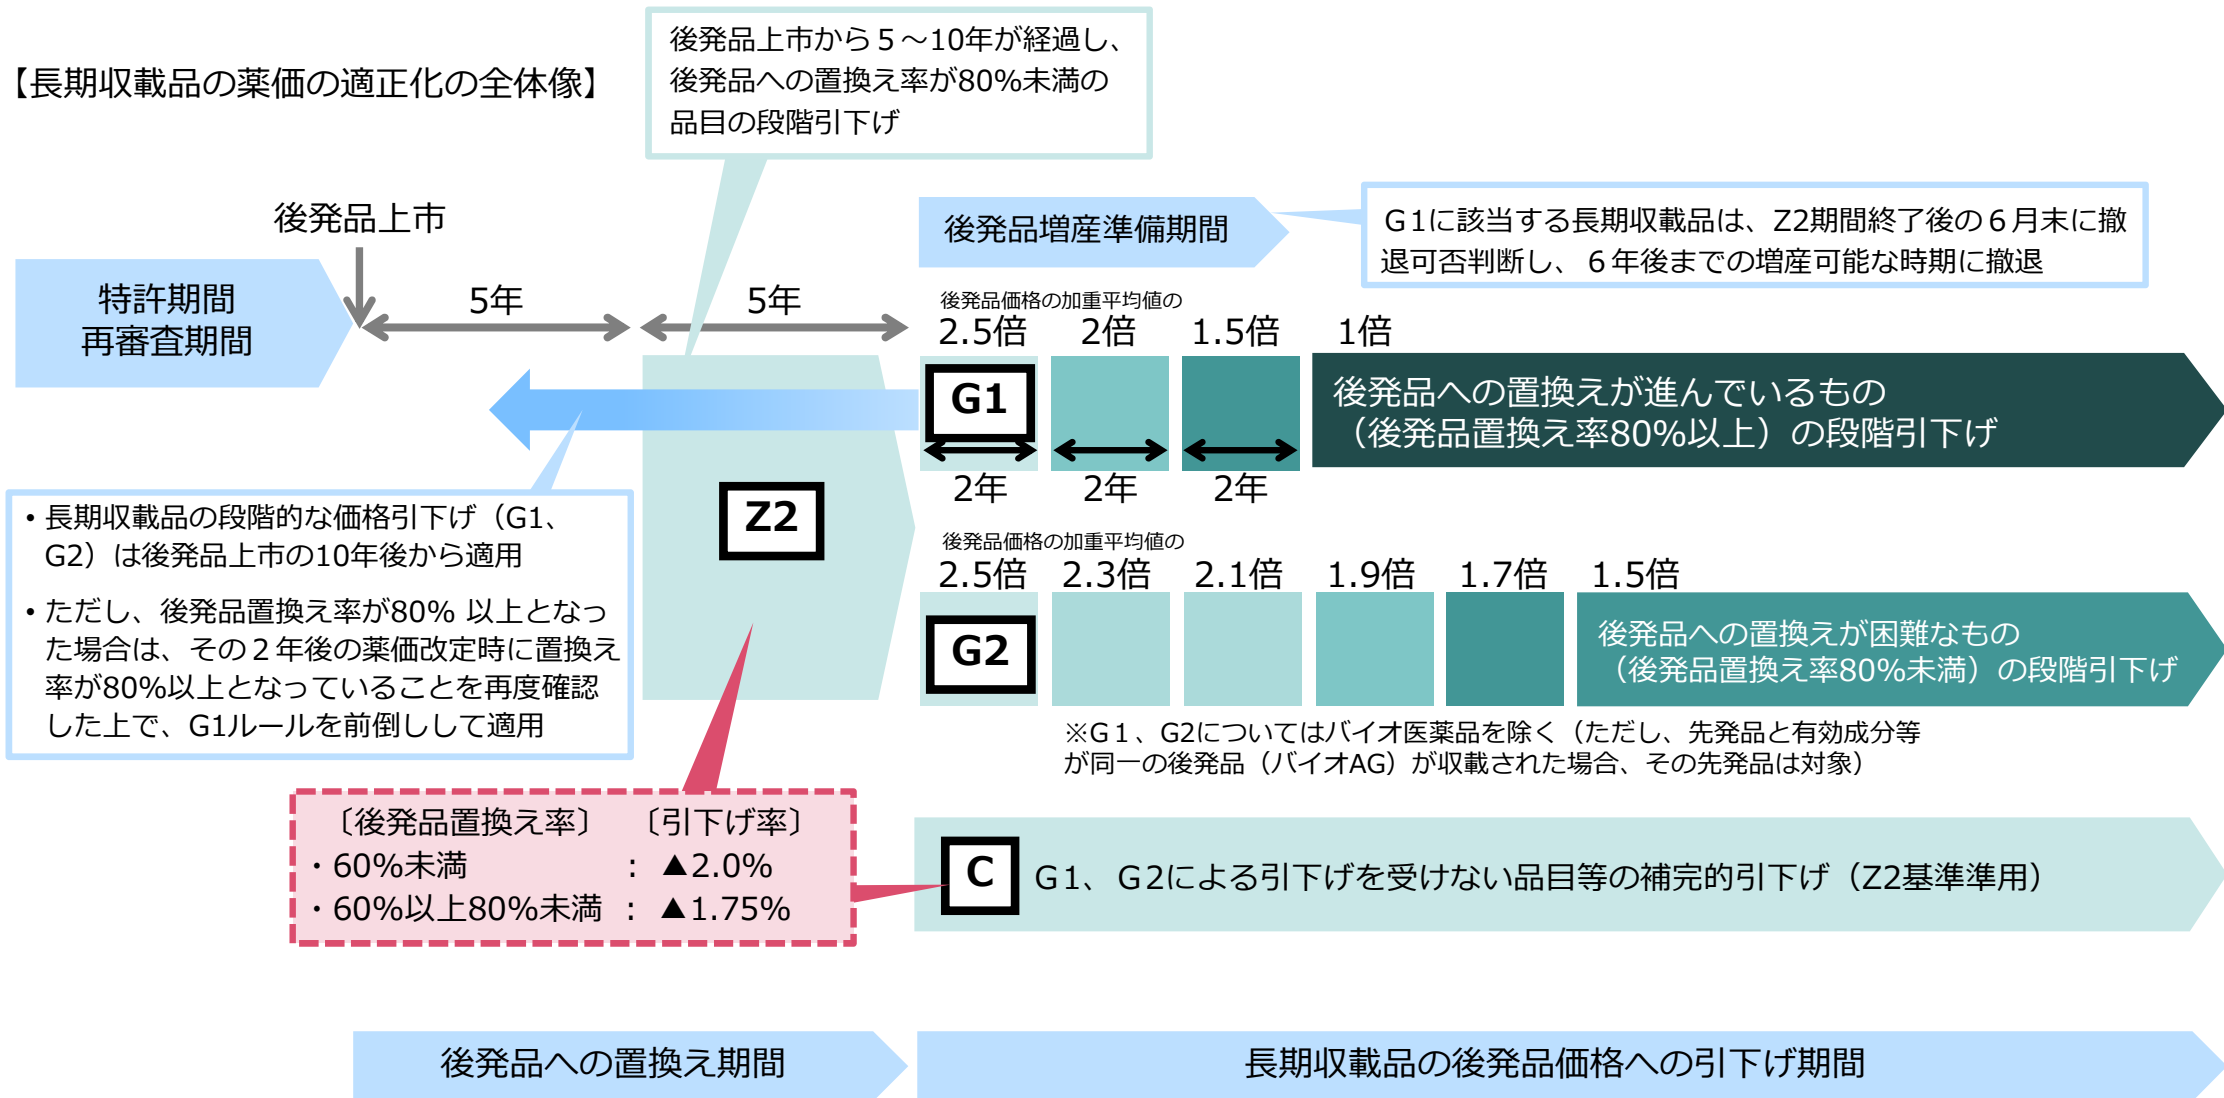 【長期収載品の薬価の適正化の全体像】
後発品上市から５～10年が経過し、
後発品への置換え率が80%未満の
品目の段階引下げ
後発品上市
特許期間
再審査期間
5年
5年
後発品増産準備期間
G1に該当する長期収載品は、Z2期間終了後の６月末に撤
退可否判断し、６年後までの増産可能な時期に撤退
後発品価格の加重平均値の
2.5倍 2倍 1.5倍 1倍
G1
後発品への置換えが進んでいるもの
（後発品置換え率80%以上）の段階引下げ
2年 2年 2年
Z2
・長期収載品の段階的な価格引下げ（G1、
G2）は後発品上市の10年後から適用
・ただし、後発品置換え率が80% 以上となっ
た場合は、その２年後の薬価改定時に置換え
率が80%以上となっていることを再度確認
した上で、G1ルールを前倒しして適用
後発品価格の加重平均値の
2.5倍 2.3倍 2.1倍 1.9倍 1.7倍 1.5倍
G2
後発品への置換えが困難なもの
（後発品置換え率80%未満）の段階引下げ
※G１、G2についてはバイオ医薬品を除く（ただし、先発品と有効成分等
が同一の後発品（バイオAG）が収載された場合、その先発品は対象）
〔後発品置換え率〕 〔引下げ率〕
・60%未満 : ▲2.0%
・60%以上80%未満 : ▲1.75%
C
G1、Ｇ2による引下げを受けない品目等の補完的引下げ（Z2基準準用）
後発品への置換え期間
長期収載品の後発品価格への引下げ期間